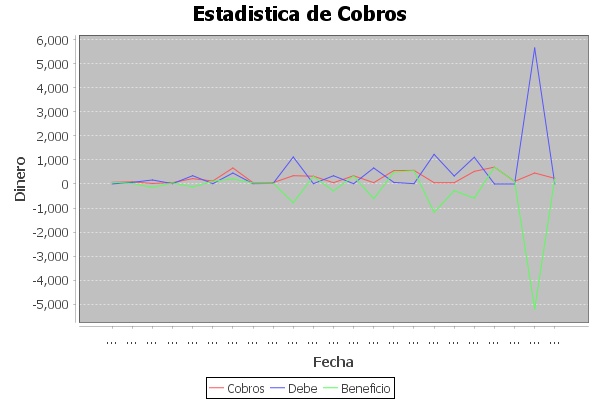 Estadistica de Cobros
6,000
5,000
4,000
3,000
2,000
1,000
0
-1,000
-2,000
-3,000
-4,000
-5,000
Dinero
... ... ... ... ... ... ... ... ... ... ... ... ... ... ... ... ... ... ... ... ... ... ...
Fecha
Cobros Debe Beneficio